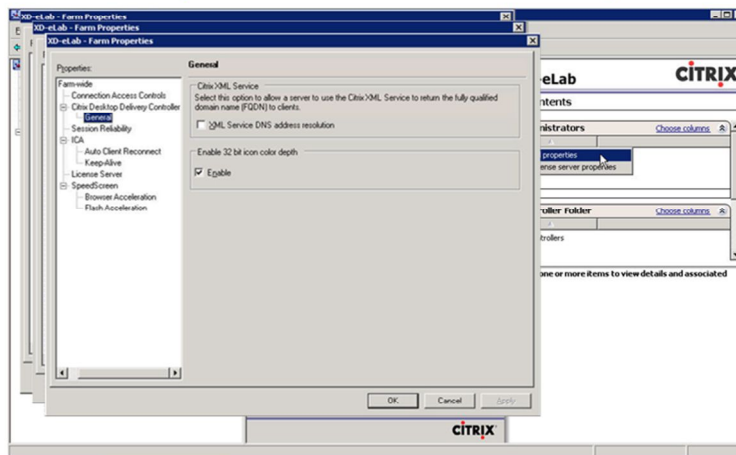 XD-eLab - Farm Properties
XD-eLab - Farm Properties
XD-eLab - Farm Properties
Properties:
Farm-wide
Connection Access Controls
Citrix Desktop Delivery Controller
General
Session Reliability
ICA
Auto Client Reconnect
Keep-Alive
License Server
SpeedScreen
Browser Acceleration
Flash Acceleration
General
Citrix XML Service
Select this option to allow a server to use the Citrix XML Service to return the fully qualified
domain name (FQDN) to clients.
XML Service DNS address resolution
Enable 32 bit icon color depth
Enable
OK
Cancel
Apply
eLab
CITRIX
ntents
nistrators
Choose columns
properties
ense server properties
oller Folder
Choose columns
trollers
one or more items to view details and associated
CITRIX